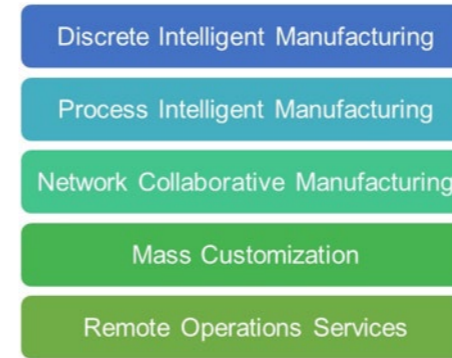 Discrete Intelligent Manufacturing
Process Intelligent Manufacturing
Network Collaborative Manufacturing
Mass Customization
Remote Operations Services